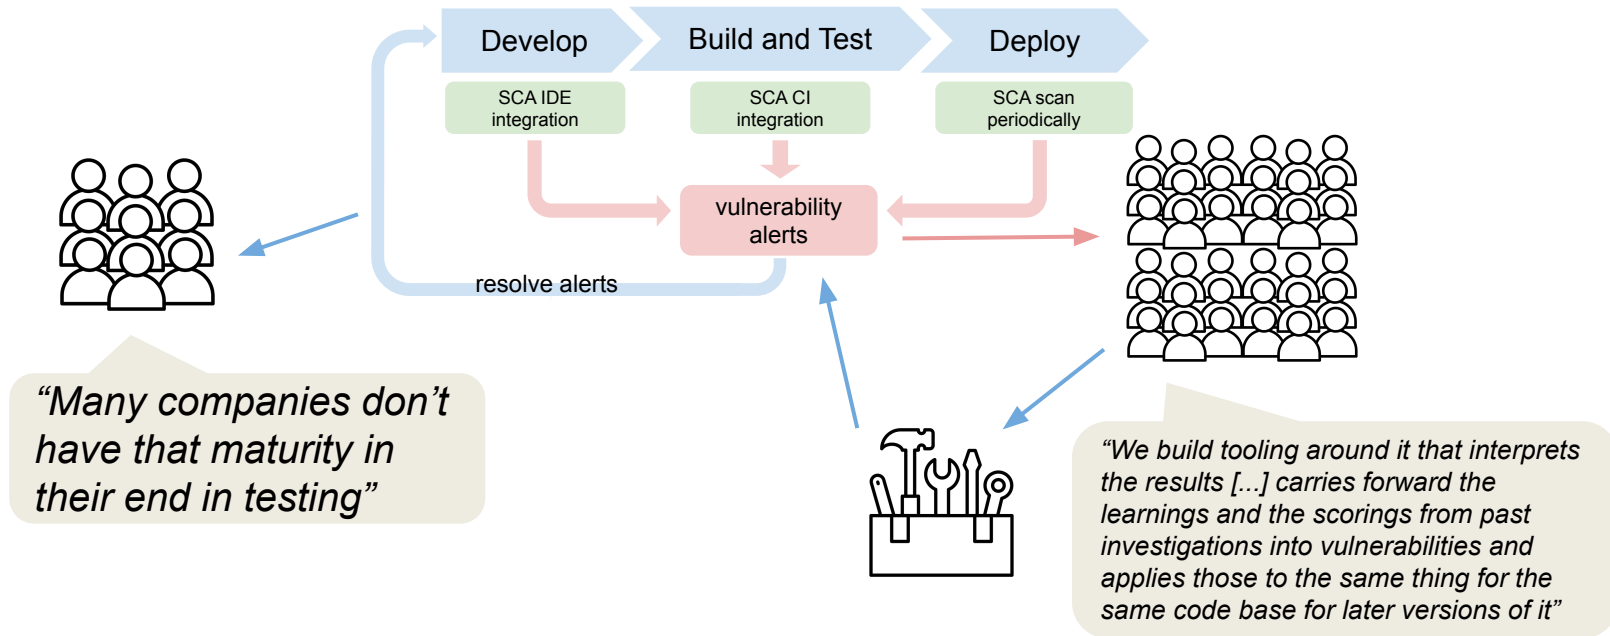 Develop
Build and Test
Deploy
SCA IDE
integration
SCA CI
integration
SCA scan
periodically
vulnerability
alerts
resolve alerts
“Many companies don’t
have that maturity in
their end in testing”
“We build tooling around it that interprets
the results [...] carries forward the
learnings and the scorings from past
investigations into vulnerabilities and
applies those to the same thing for the
same code base for later versions of it”